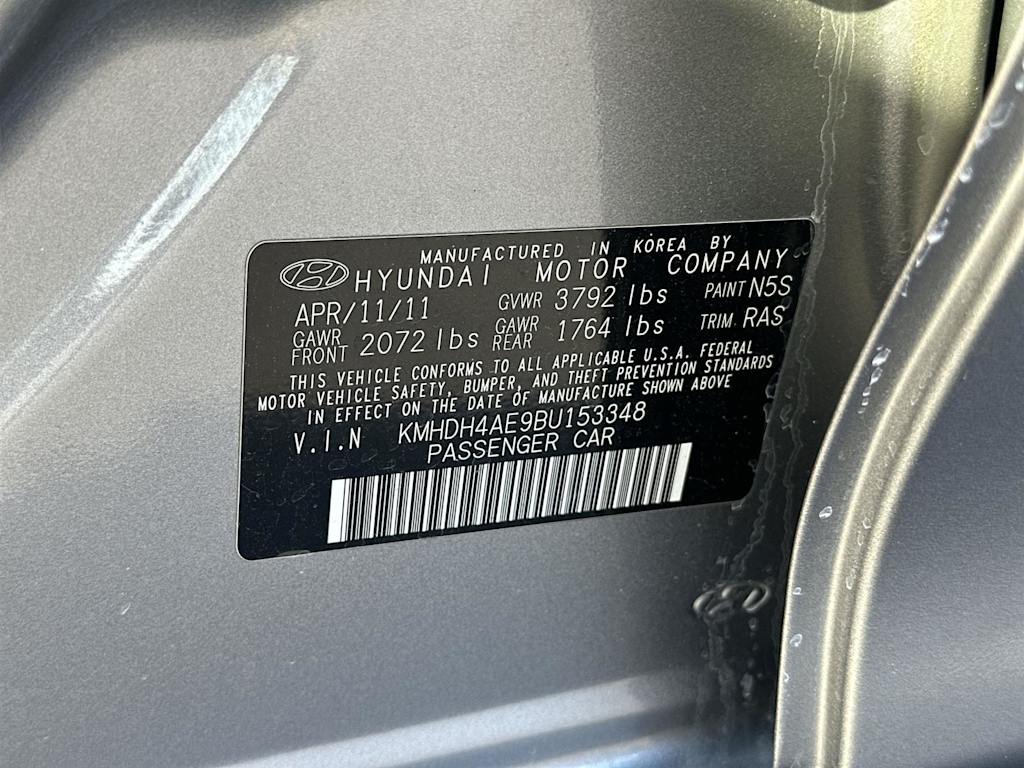 MANUFACTURED IN KOREA BY
HYUNDAI MOTOR COMPANY
APR/11/11 GVWR 3792 lbs PAINT N5S
GAWR FRONT 2072 lbs GAWR REAR 1764 lbs TRIM RAS
THIS VEHICLE CONFORMS TO ALL APPLICABLE U.S.A. FEDERAL
MOTOR VEHICLE SAFETY, BUMPER, AND THEFT PREVENTION STANDARDS
IN EFFECT ON THE DATE OF MANUFACTURE SHOWN ABOVE
V.I.N KMHDH4AE9BU153348
PASSENGER CAR